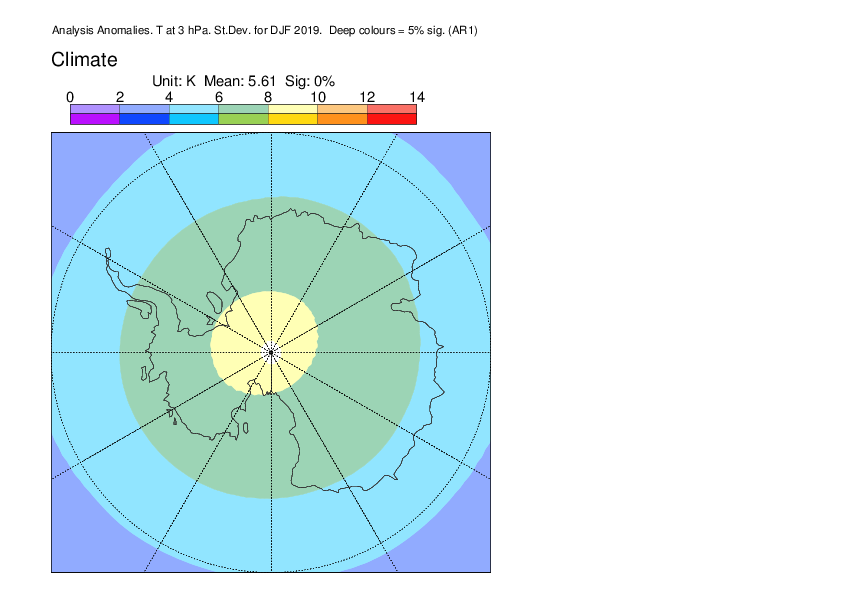 Analysis Anomalies. T at 3 hPa. St.Dev. for DJF 2019.  Deep colours = 5% sig. (AR1)
Climate
Unit: K  Mean: 5.61  Sig: 0%
0 2 4 6 8 10 12 14